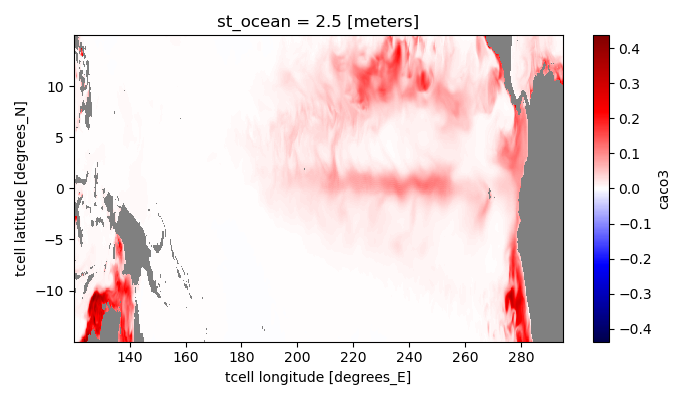 st_ocean = 2.5 [meters]
tcell latitude [degrees_N]
10
5
0
−5
−10
140 160 180 200 220 240 260 280
tcell longitude [degrees_E]
0.4
0.3
0.2
0.1
0.0
−0.1
−0.2
−0.3
−0.4
caco3